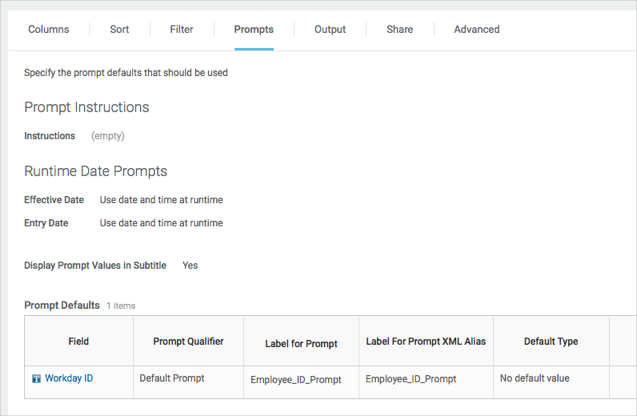 Columns Sort Filter Prompts Output Share Advanced
Specify the prompt defaults that should be used
Prompt Instructions
Instructions (empty)
Runtime Date Prompts
Effective Date Use date and time at runtime
Entry Date Use date and time at runtime
Display Prompt Values in Subtitle Yes
Prompt Defaults 1 items
Field Prompt Qualifier Label for Prompt Label For Prompt XML Alias Default Type
Workday ID Default Prompt Employee_ID_Prompt Employee_ID_Prompt No default value